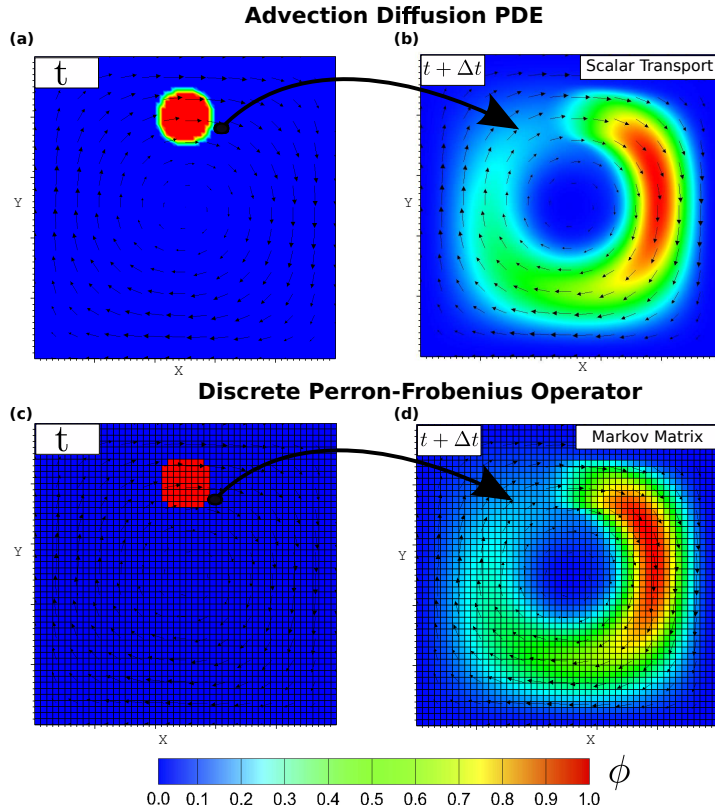 Advection Diffusion PDE
(a)
(b)
t
t + Δt
Scalar Transport
Y
Y
X
X
Discrete Perron-Frobenius Operator
(c)
(d)
t
t + Δt
Markov Matrix
Y
Y
X
X
0.0 0.1 0.2 0.3 0.4 0.5 0.6 0.7 0.8 0.9 1.0
ϕ